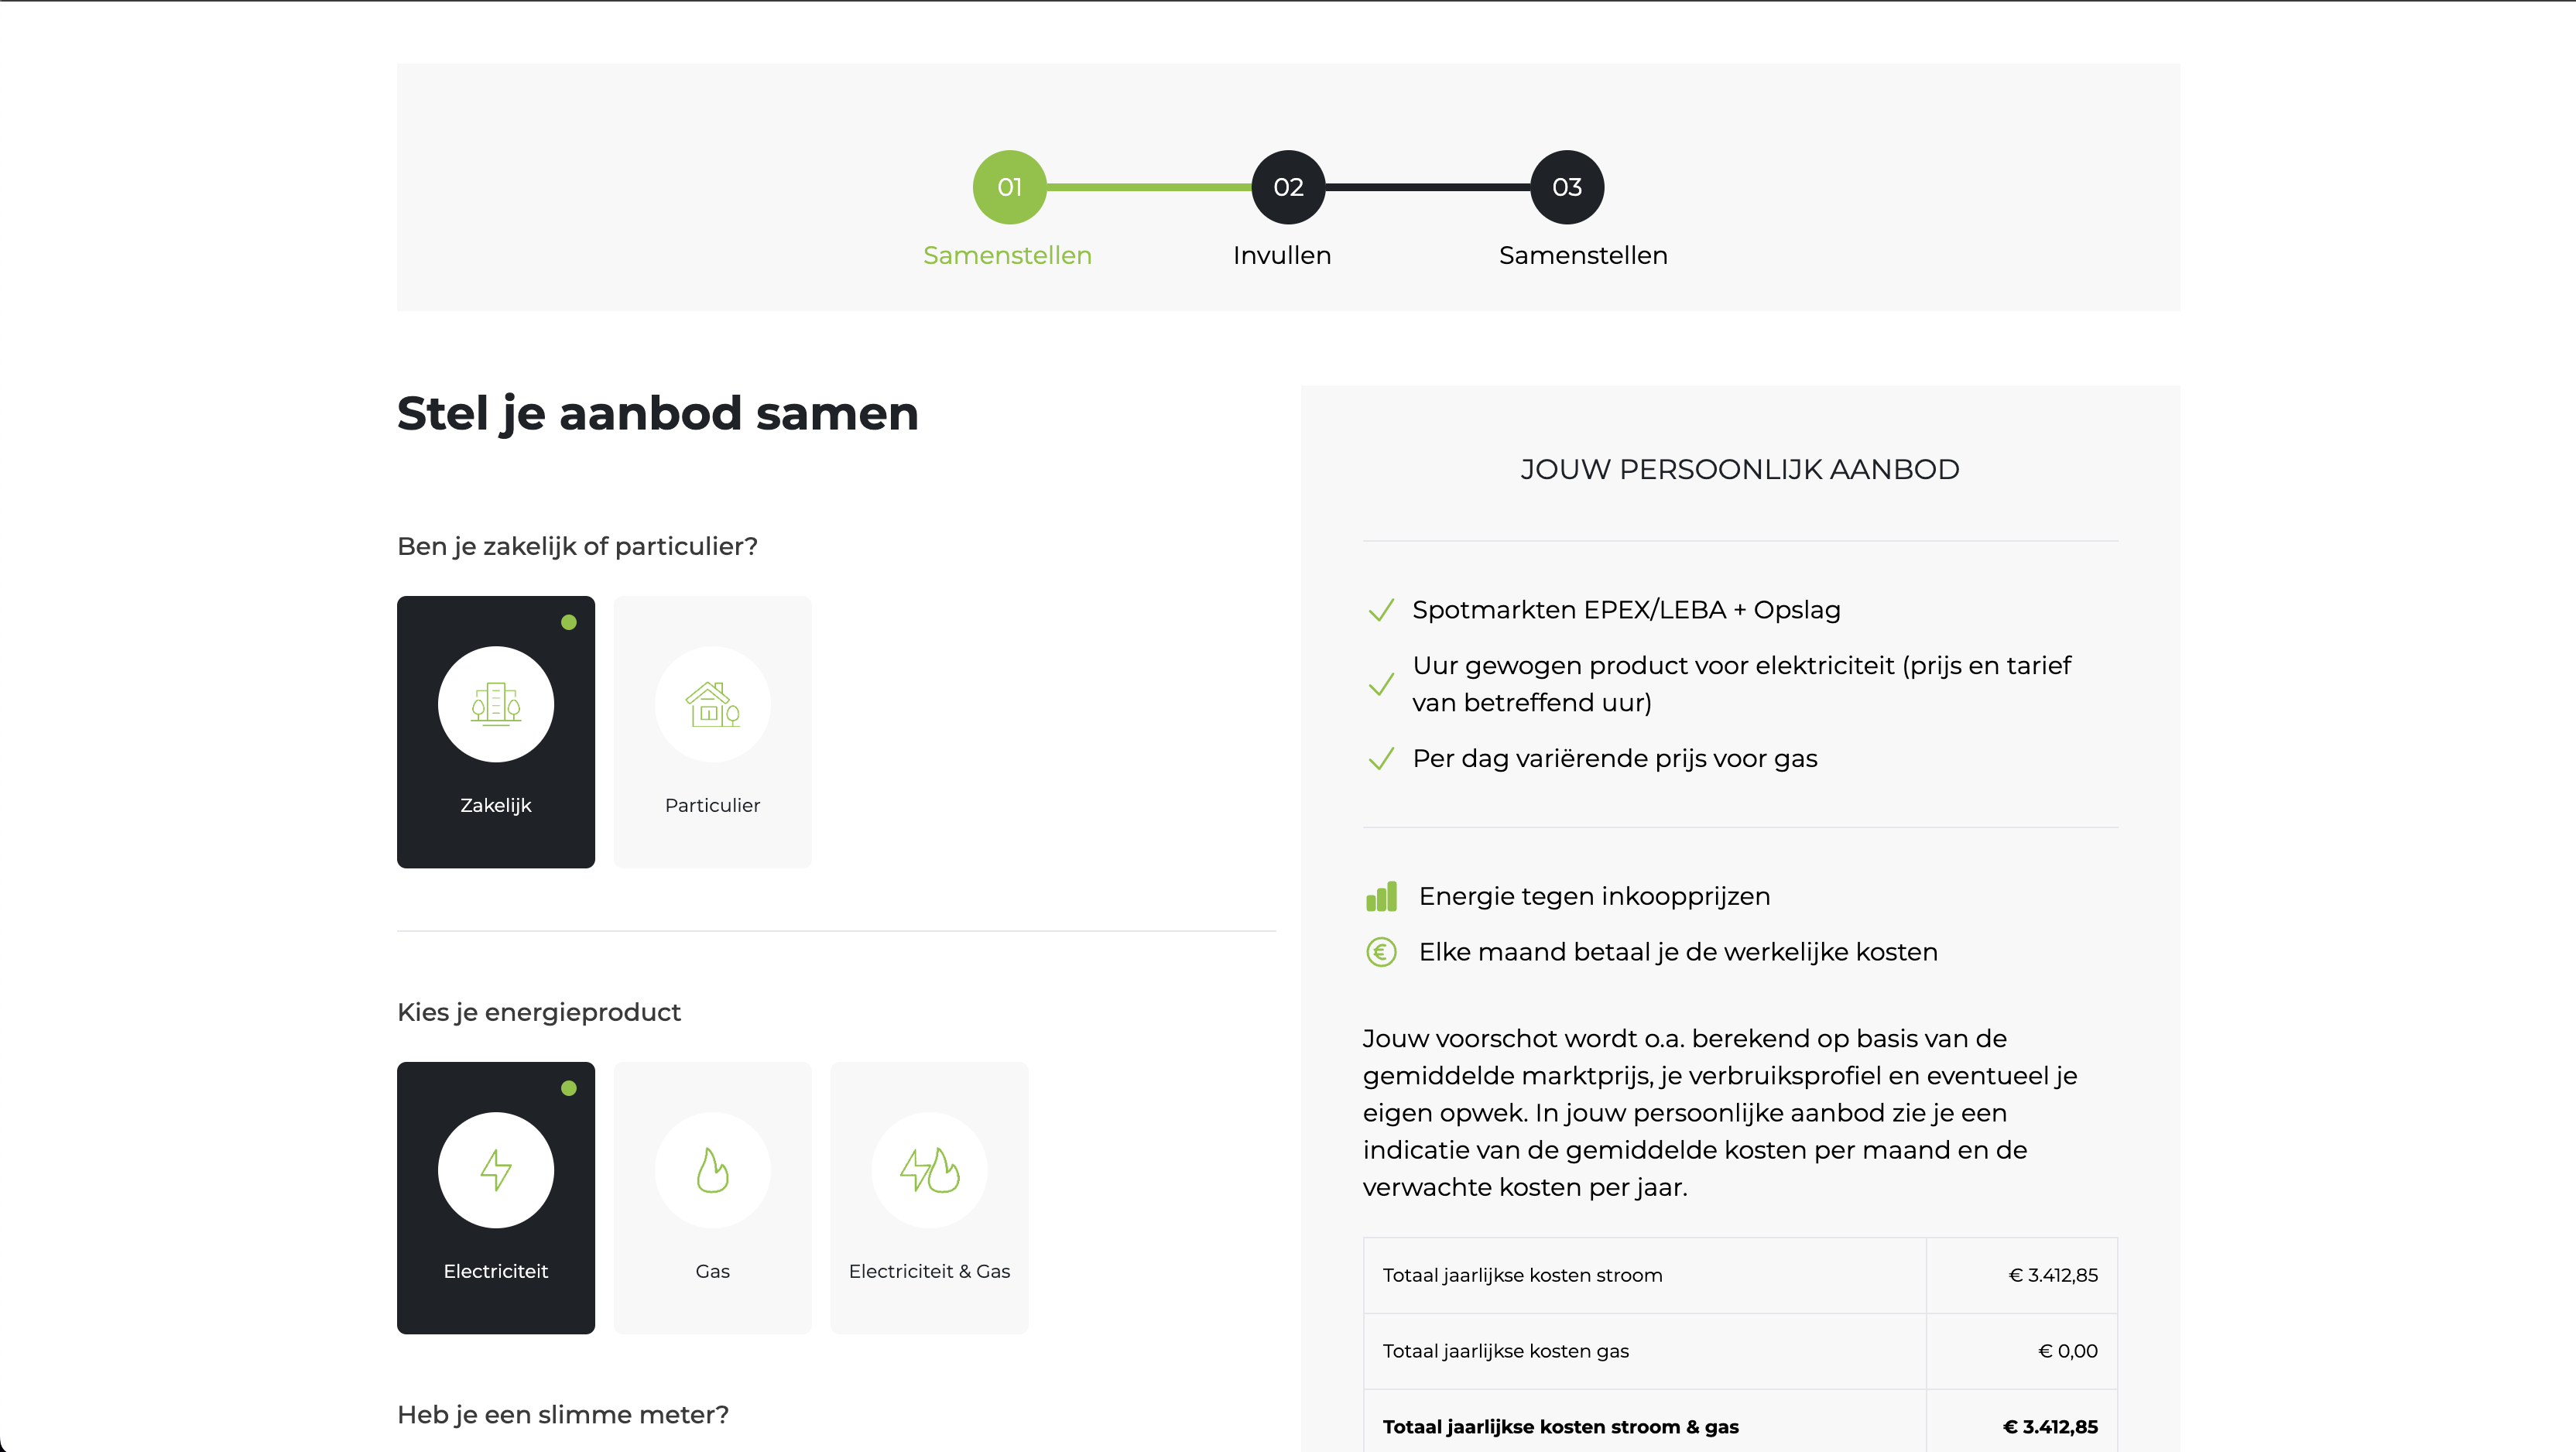 01
02
03
Samenstellen
Invullen
Samenstellen
Stel je aanbod samen
Ben je zakelijk of particulier?
Zakelijk
Particulier
Kies je energieproduct
Electriciteit
Gas
Electriciteit & Gas
Heb je een slimme meter?
JOUW PERSOONLIJK AANBOD
Spotmarkten EPEX/LEBA + Opslag
Uur gewogen product voor elektriciteit (prijs en tarief
van betreffend uur)
Per dag variërende prijs voor gas
Energie tegen inkoopprijzen
€ Elke maand betaal je de werkelijke kosten
Jouw voorschot wordt o.a. berekend op basis van de
gemiddelde marktprijs, je verbruiksprofiel en eventueel je
eigen opwek. In jouw persoonlijke aanbod zie je een
indicatie van de gemiddelde kosten per maand en de
verwachte kosten per jaar.
Totaal jaarlijkse kosten stroom € 3.412,85
Totaal jaarlijkse kosten gas € 0,00
Totaal jaarlijkse kosten stroom & gas € 3.412,85